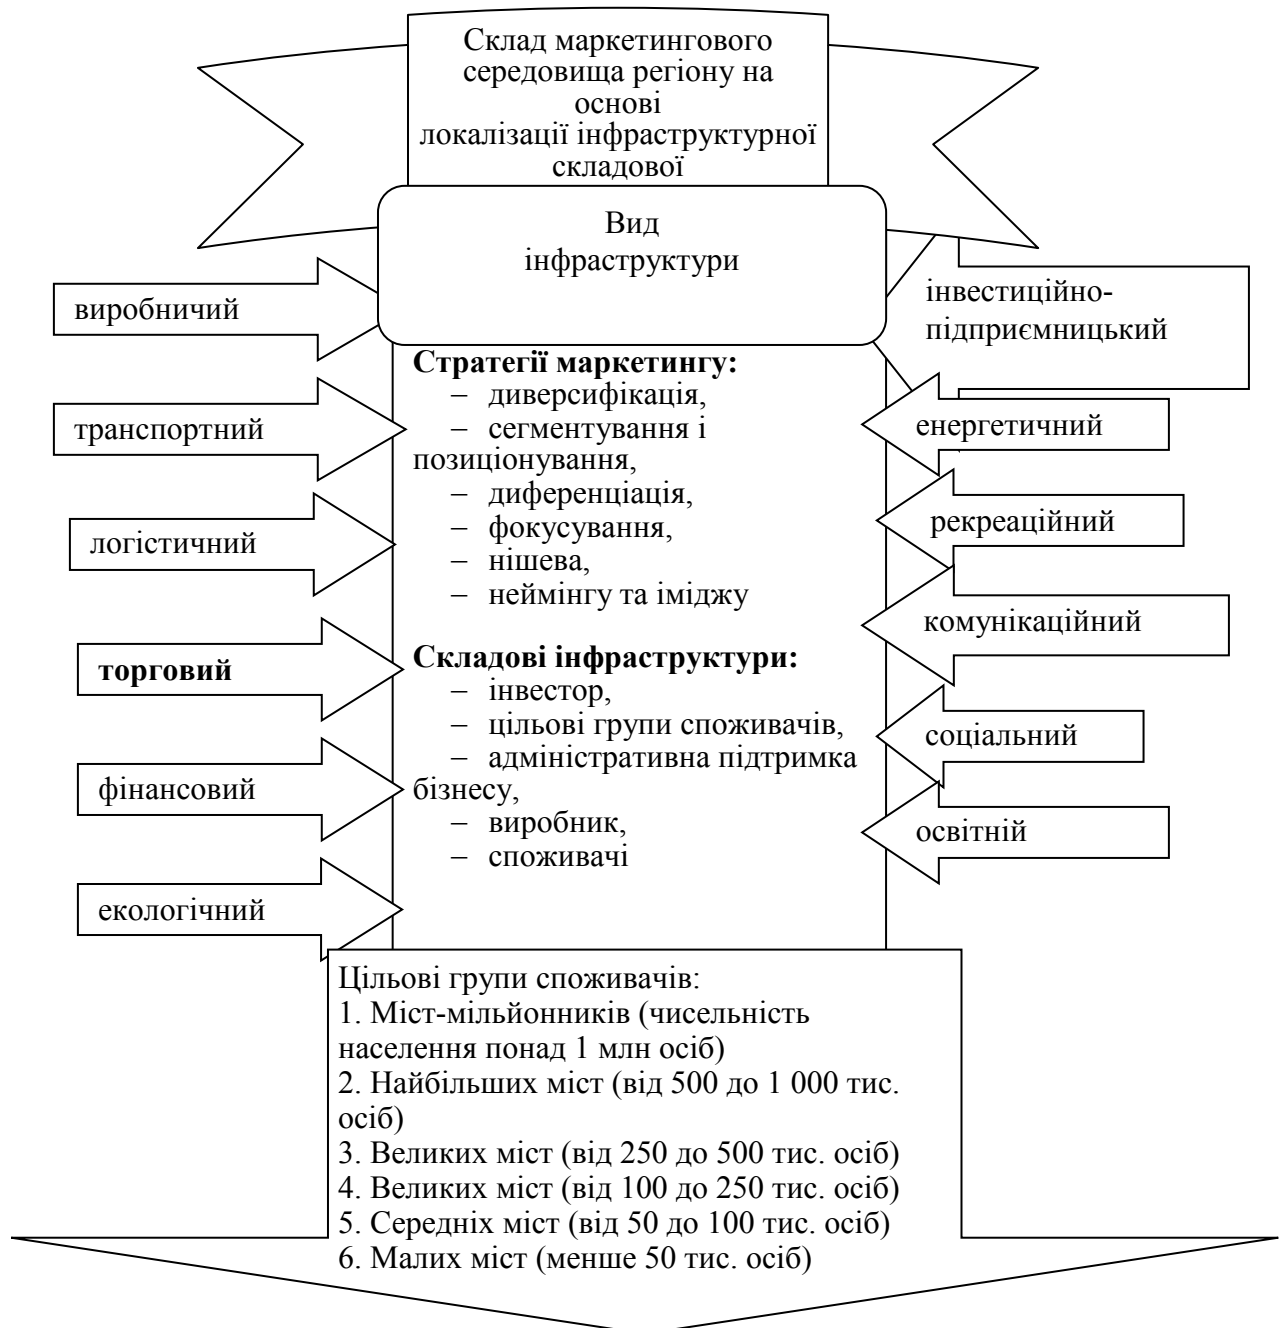 Склад маркетингового
середовища регіону на
основі
локалізації інфраструктурної
складової
Вид
інфраструктури
виробничий
транспортний
логістичний
торговий
фінансовий
екологічний
Стратегії маркетингу:
– диверсифікація,
– сегментування і
позиціонування,
– диференціація,
– фокусування,
– нішева,
– неймінгу та іміджу
Складові інфраструктури:
– інвестор,
– цільові групи споживачів,
– адміністративна підтримка
бізнесу,
– виробник,
– споживачі
інвестиційно-
підприємницький
енергетичний
рекреаційний
комунікаційний
соціальний
освітній
Цільові групи споживачів:
1. Міст-мільйонників (чисельність
населення понад 1 млн осіб)
2. Найбільших міст (від 500 до 1 000 тис.
осіб)
3. Великих міст (від 250 до 500 тис. осіб)
4. Великих міст (від 100 до 250 тис. осіб)
5. Середніх міст (від 50 до 100 тис. осіб)
6. Малих міст (менше 50 тис. осіб)